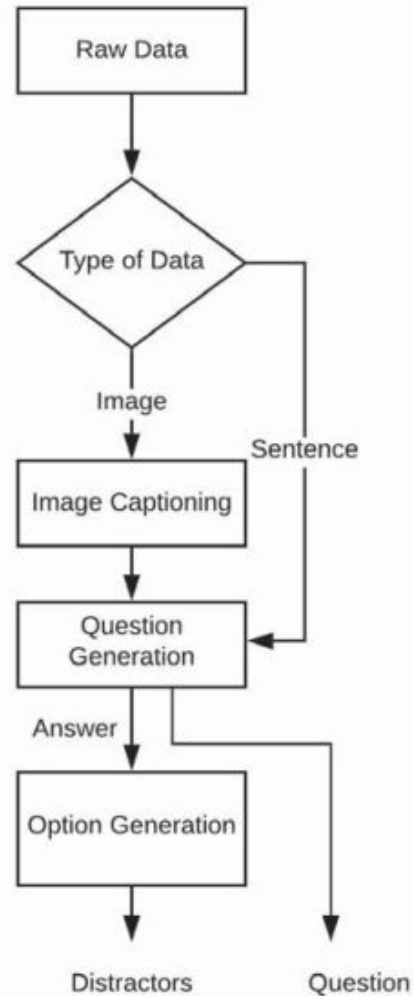 Raw Data
Type of Data
Image
Sentence
Image Captioning
Question
Generation
Answer
Option Generation
Distractors
Question